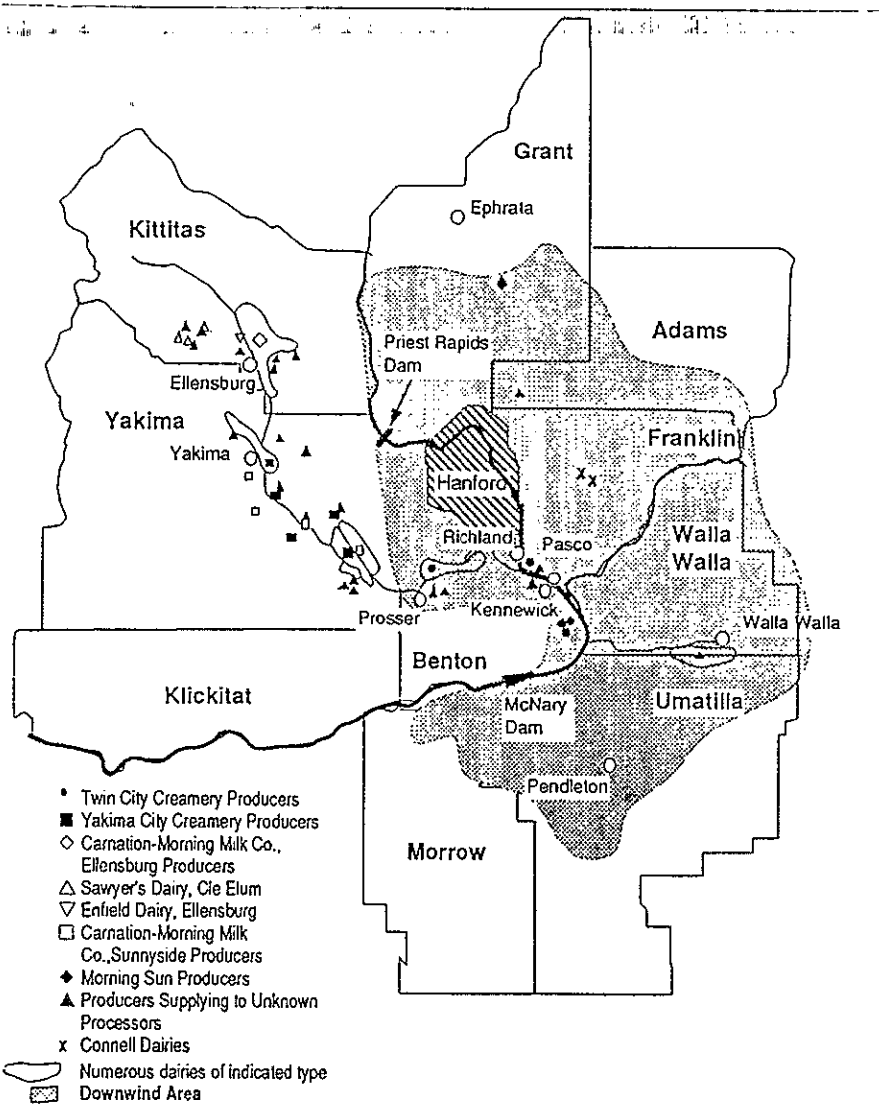 Grant
Ephrata
Kittitas
Adams
Priest Rapids
Dam
Ellensburg
Yakima
Franklin
Yakima
Hanford
Richland
Pasco
Walla
Walla
Kennewick
Prosser
Walla Walla
Benton
Klickitat
Umatilla
McNary
Dam
Pendleton
Morrow
Twin City Creamery Producers
Yakima City Creamery Producers
Carnation-Morning Milk Co.,
Ellensburg Producers
Sawyer's Dairy, Cle Elum
Enfield Dairy, Ellensburg
Carnation-Morning Milk
Co.,Sunnyside Producers
Morning Sun Producers
Producers Supplying to Unknown
Processors
x Connell Dairies
Numerous dairies of indicated type
Downwind Area